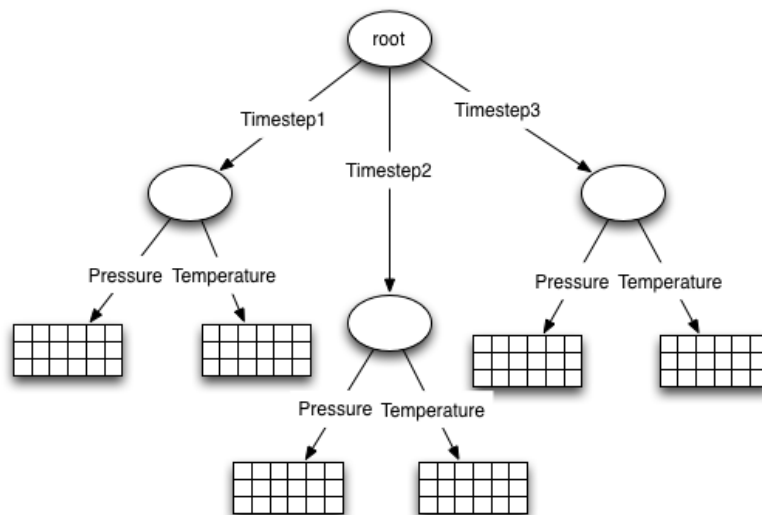 root
Timestep1
Timestep2
Timestep3
Pressure Temperature
Pressure Temperature
Pressure Temperature